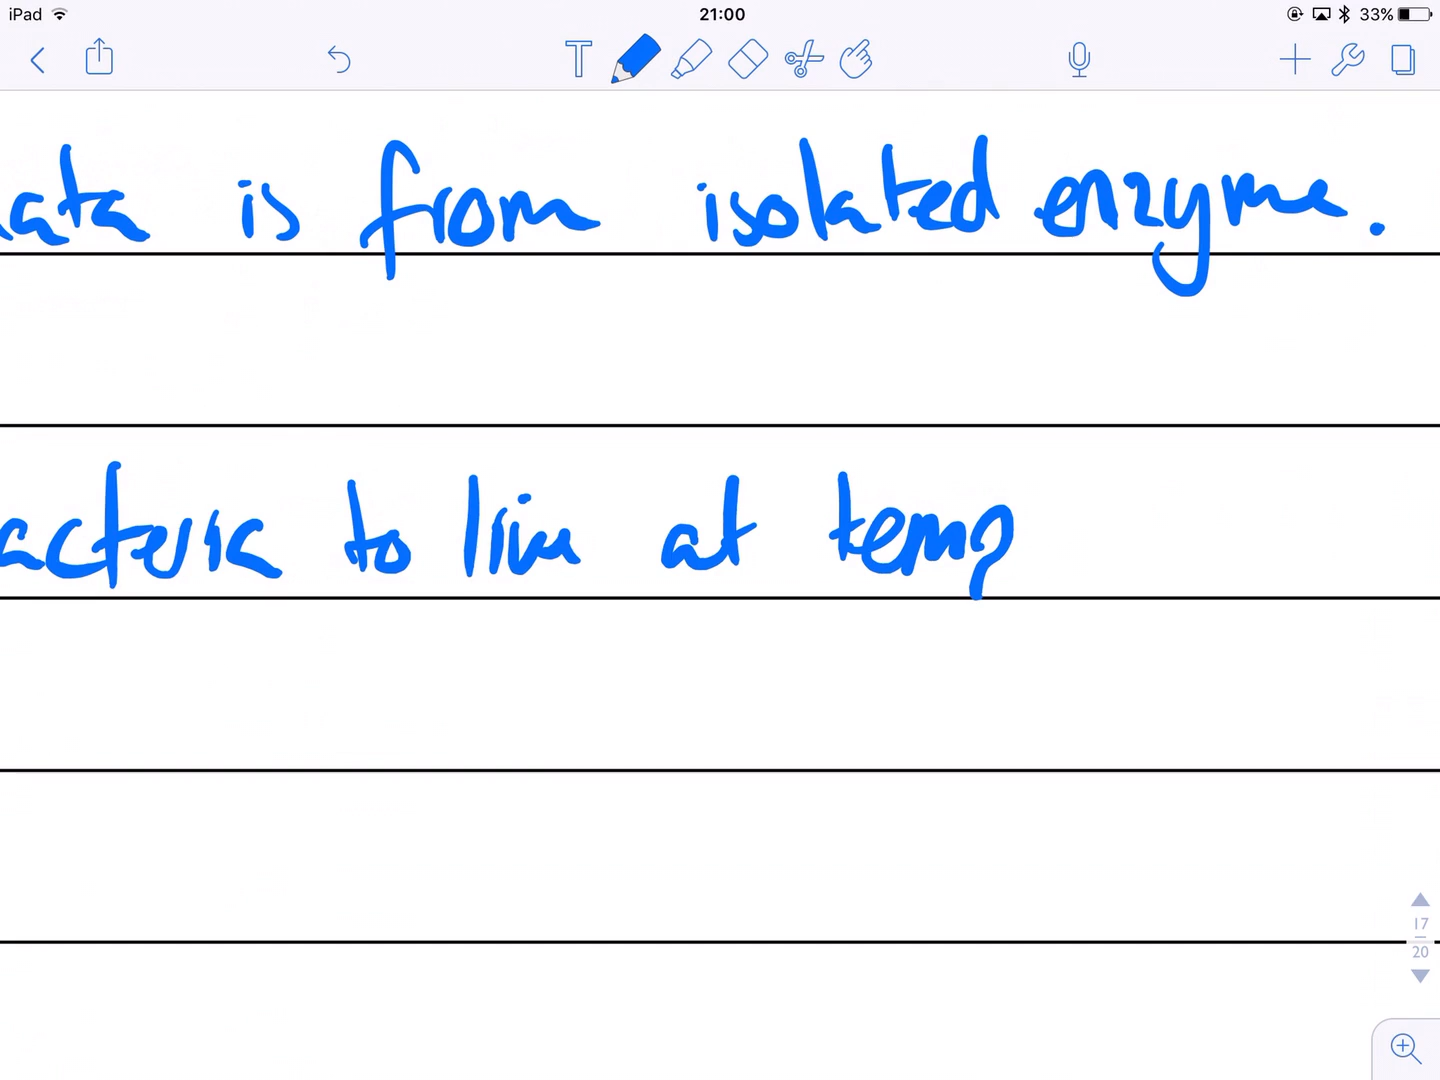 iPad 21:00 33%
T
ata is from isolated enzyme.
acteria to live at temp
17
20